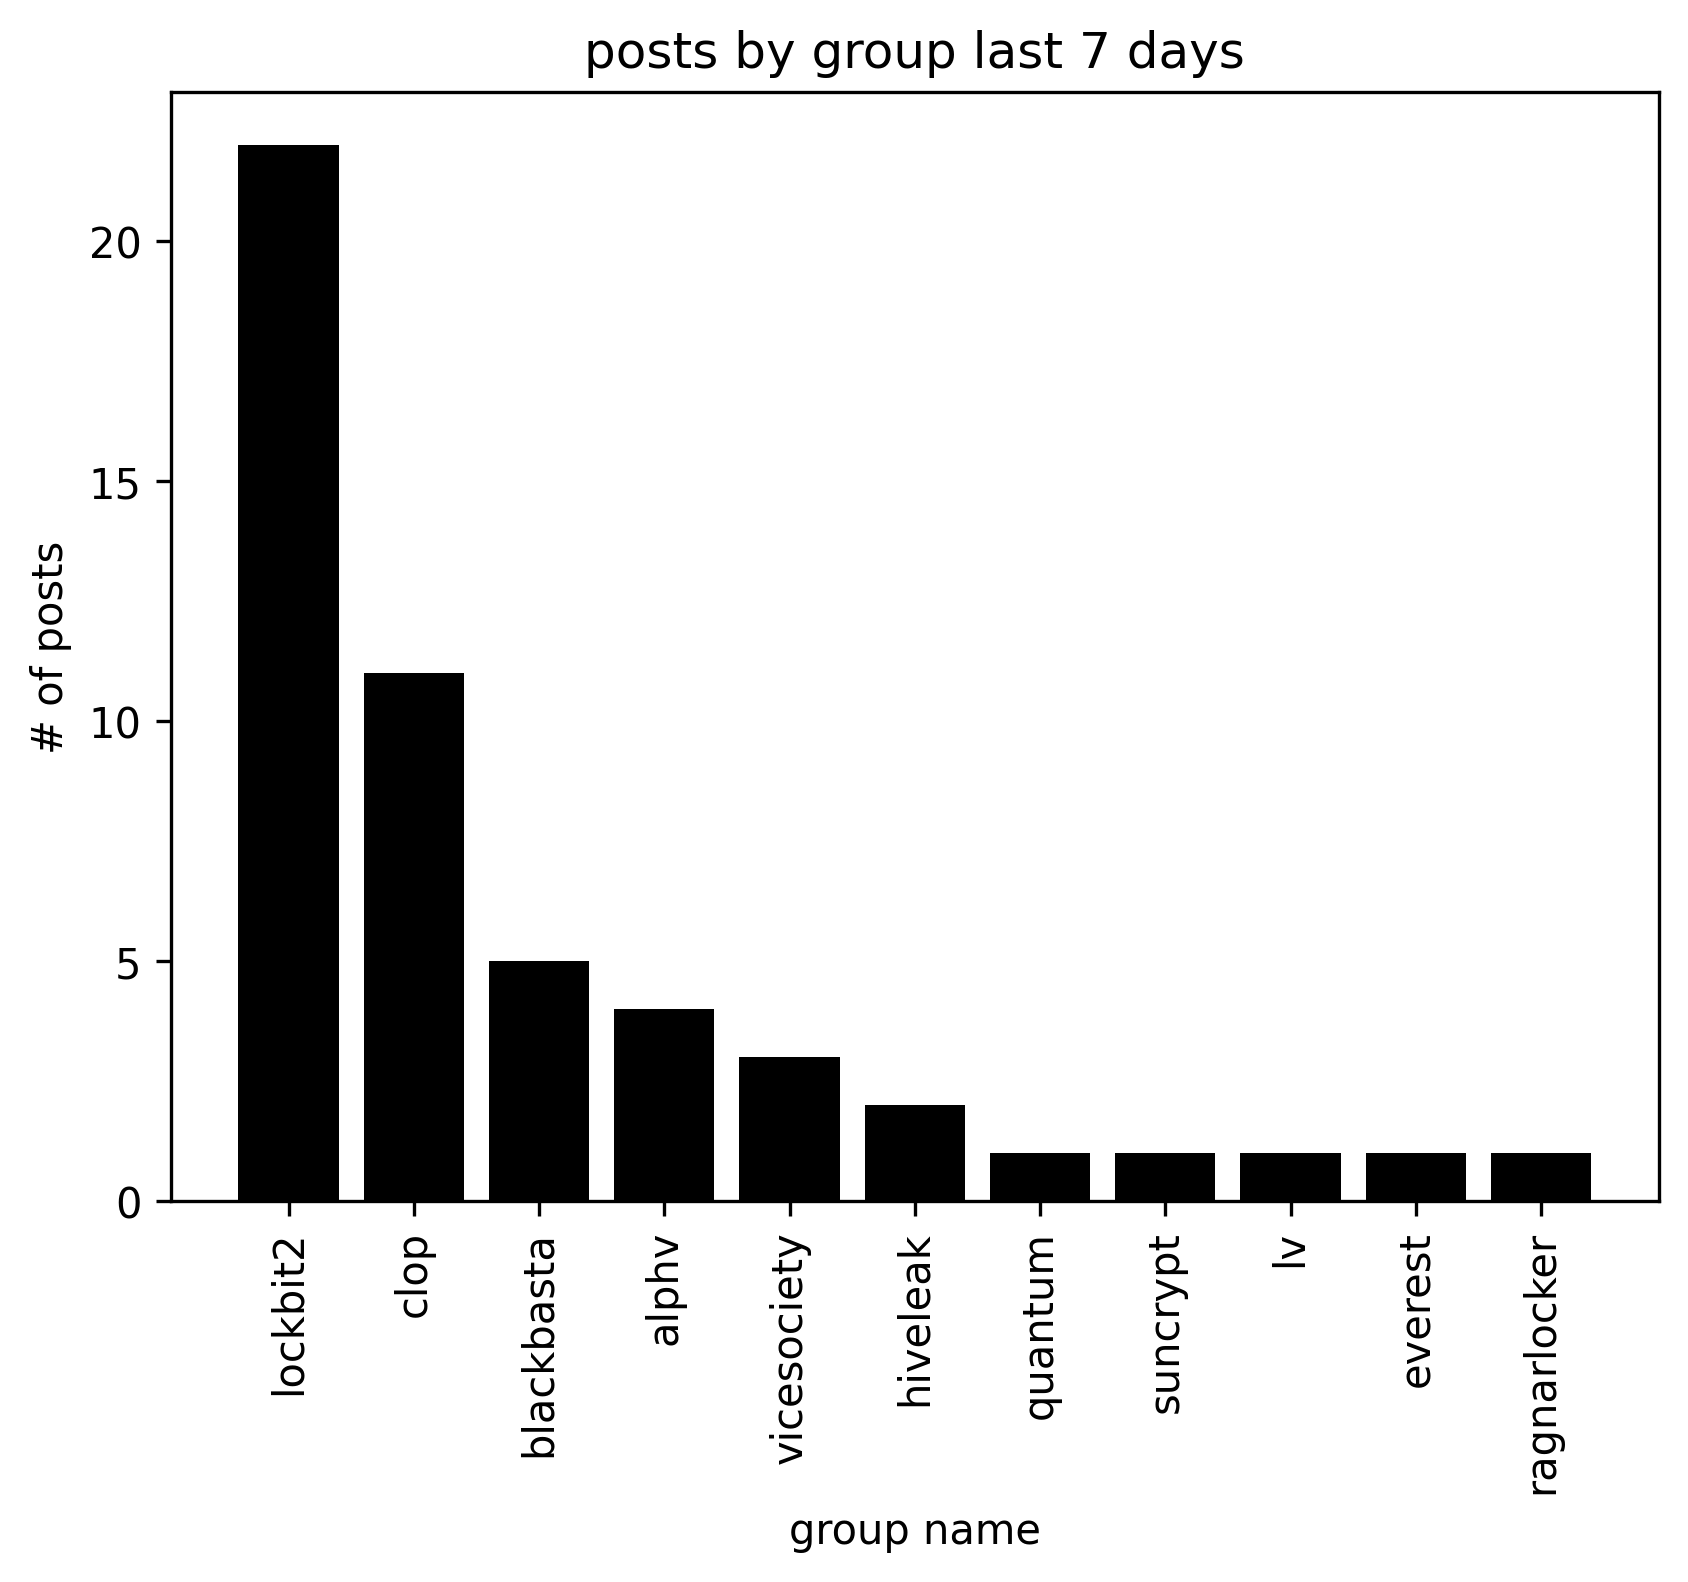 posts by group last 7 days
# of posts
20
15
10
5
0
lockbit2
clop
blackbasta
alphv
vicesociety
hiveleak
quantum
suncrypt
lv
everest
ragnarlocker
group name